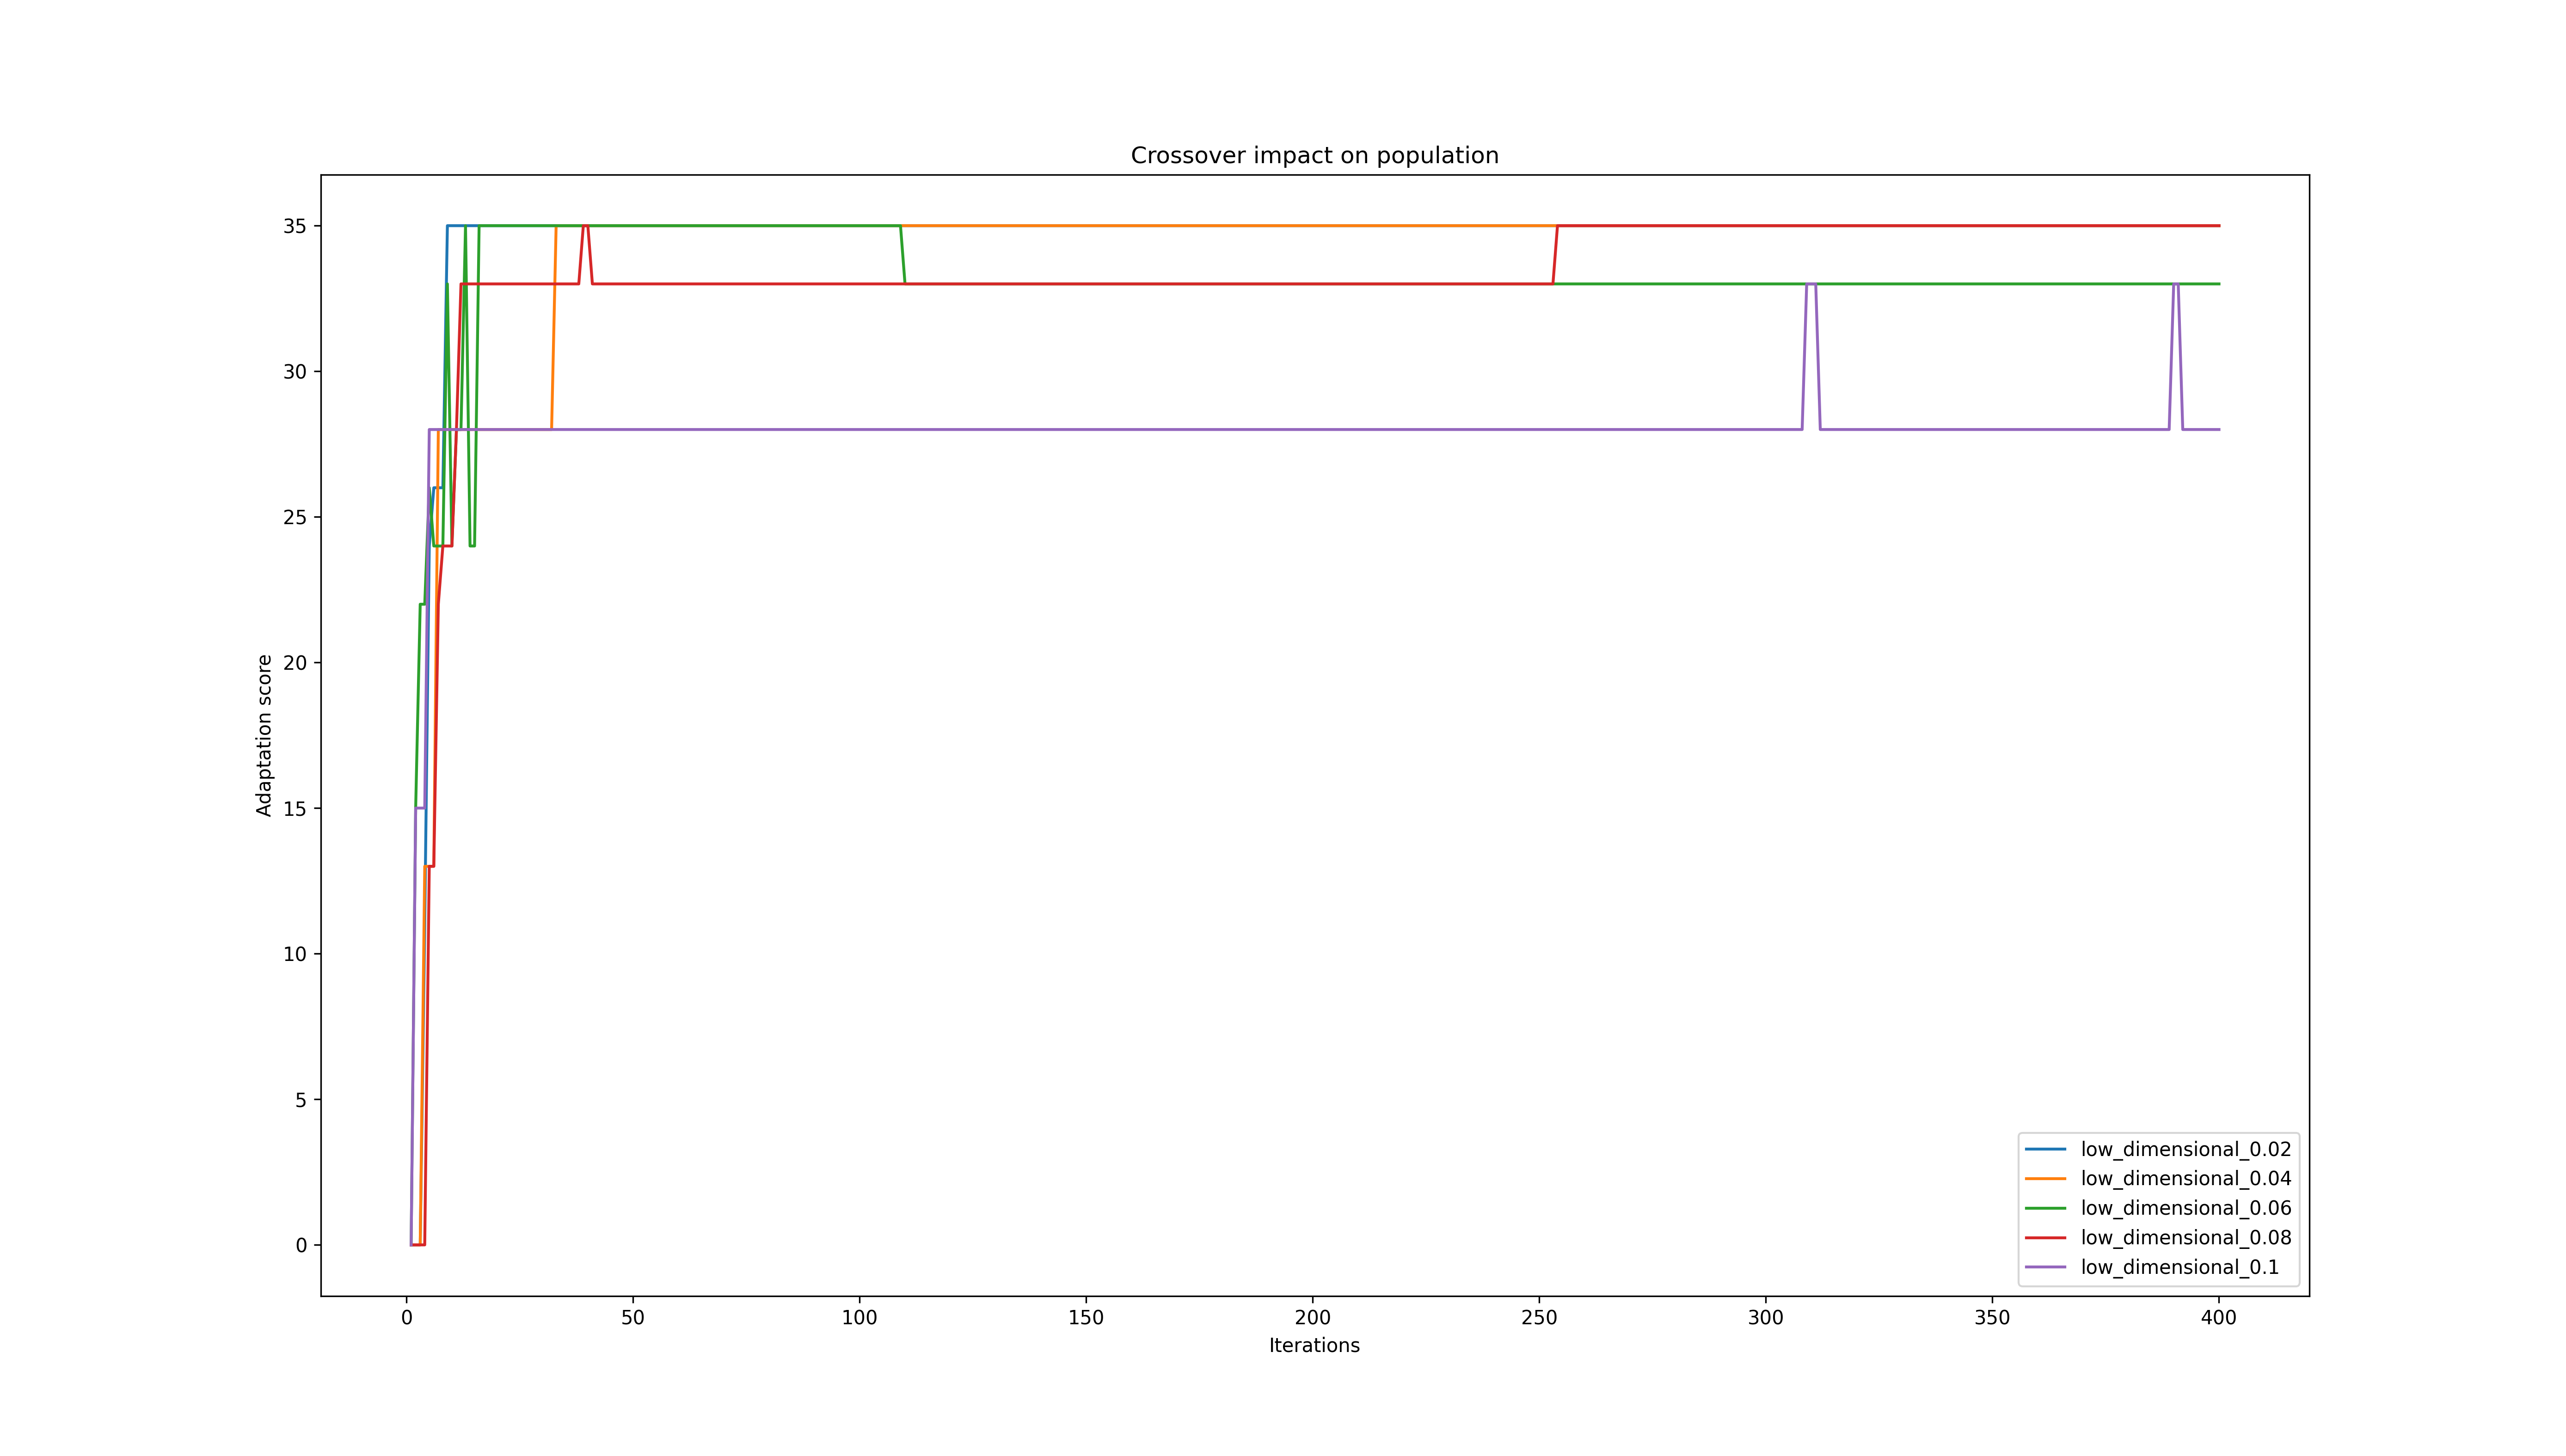 Crossover impact on population
Adaptation score
35
30
25
20
15
10
5
0
0 50 100 150 200 250 300 350 400
Iterations
low_dimensional_0.02
low_dimensional_0.04
low_dimensional_0.06
low_dimensional_0.08
low_dimensional_0.1